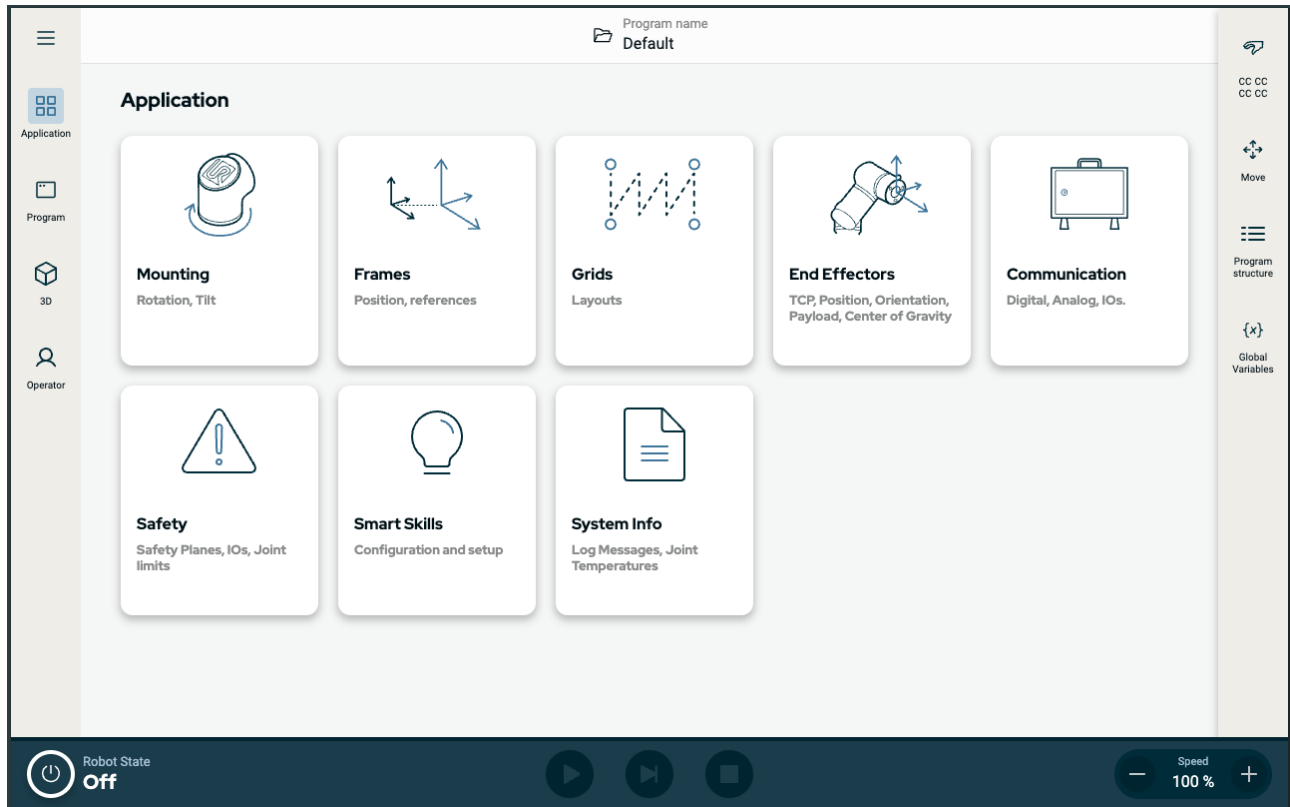 Program name
Default
Application
Program
3D
Operator
Application
Mounting
Rotation, Tilt
Frames
Position, references
Grids
Layouts
End Effectors
TCP, Position, Orientation,
Payload, Center of Gravity
Communication
Digital, Analog, IOs.
Safety
Safety Planes, IOs, Joint
limits
Smart Skills
Configuration and setup
System Info
Log Messages, Joint
Temperatures
CC CC
CC CC
Move
Program
structure
{x}
Global
Variables
Robot State
Off
Speed
100 %